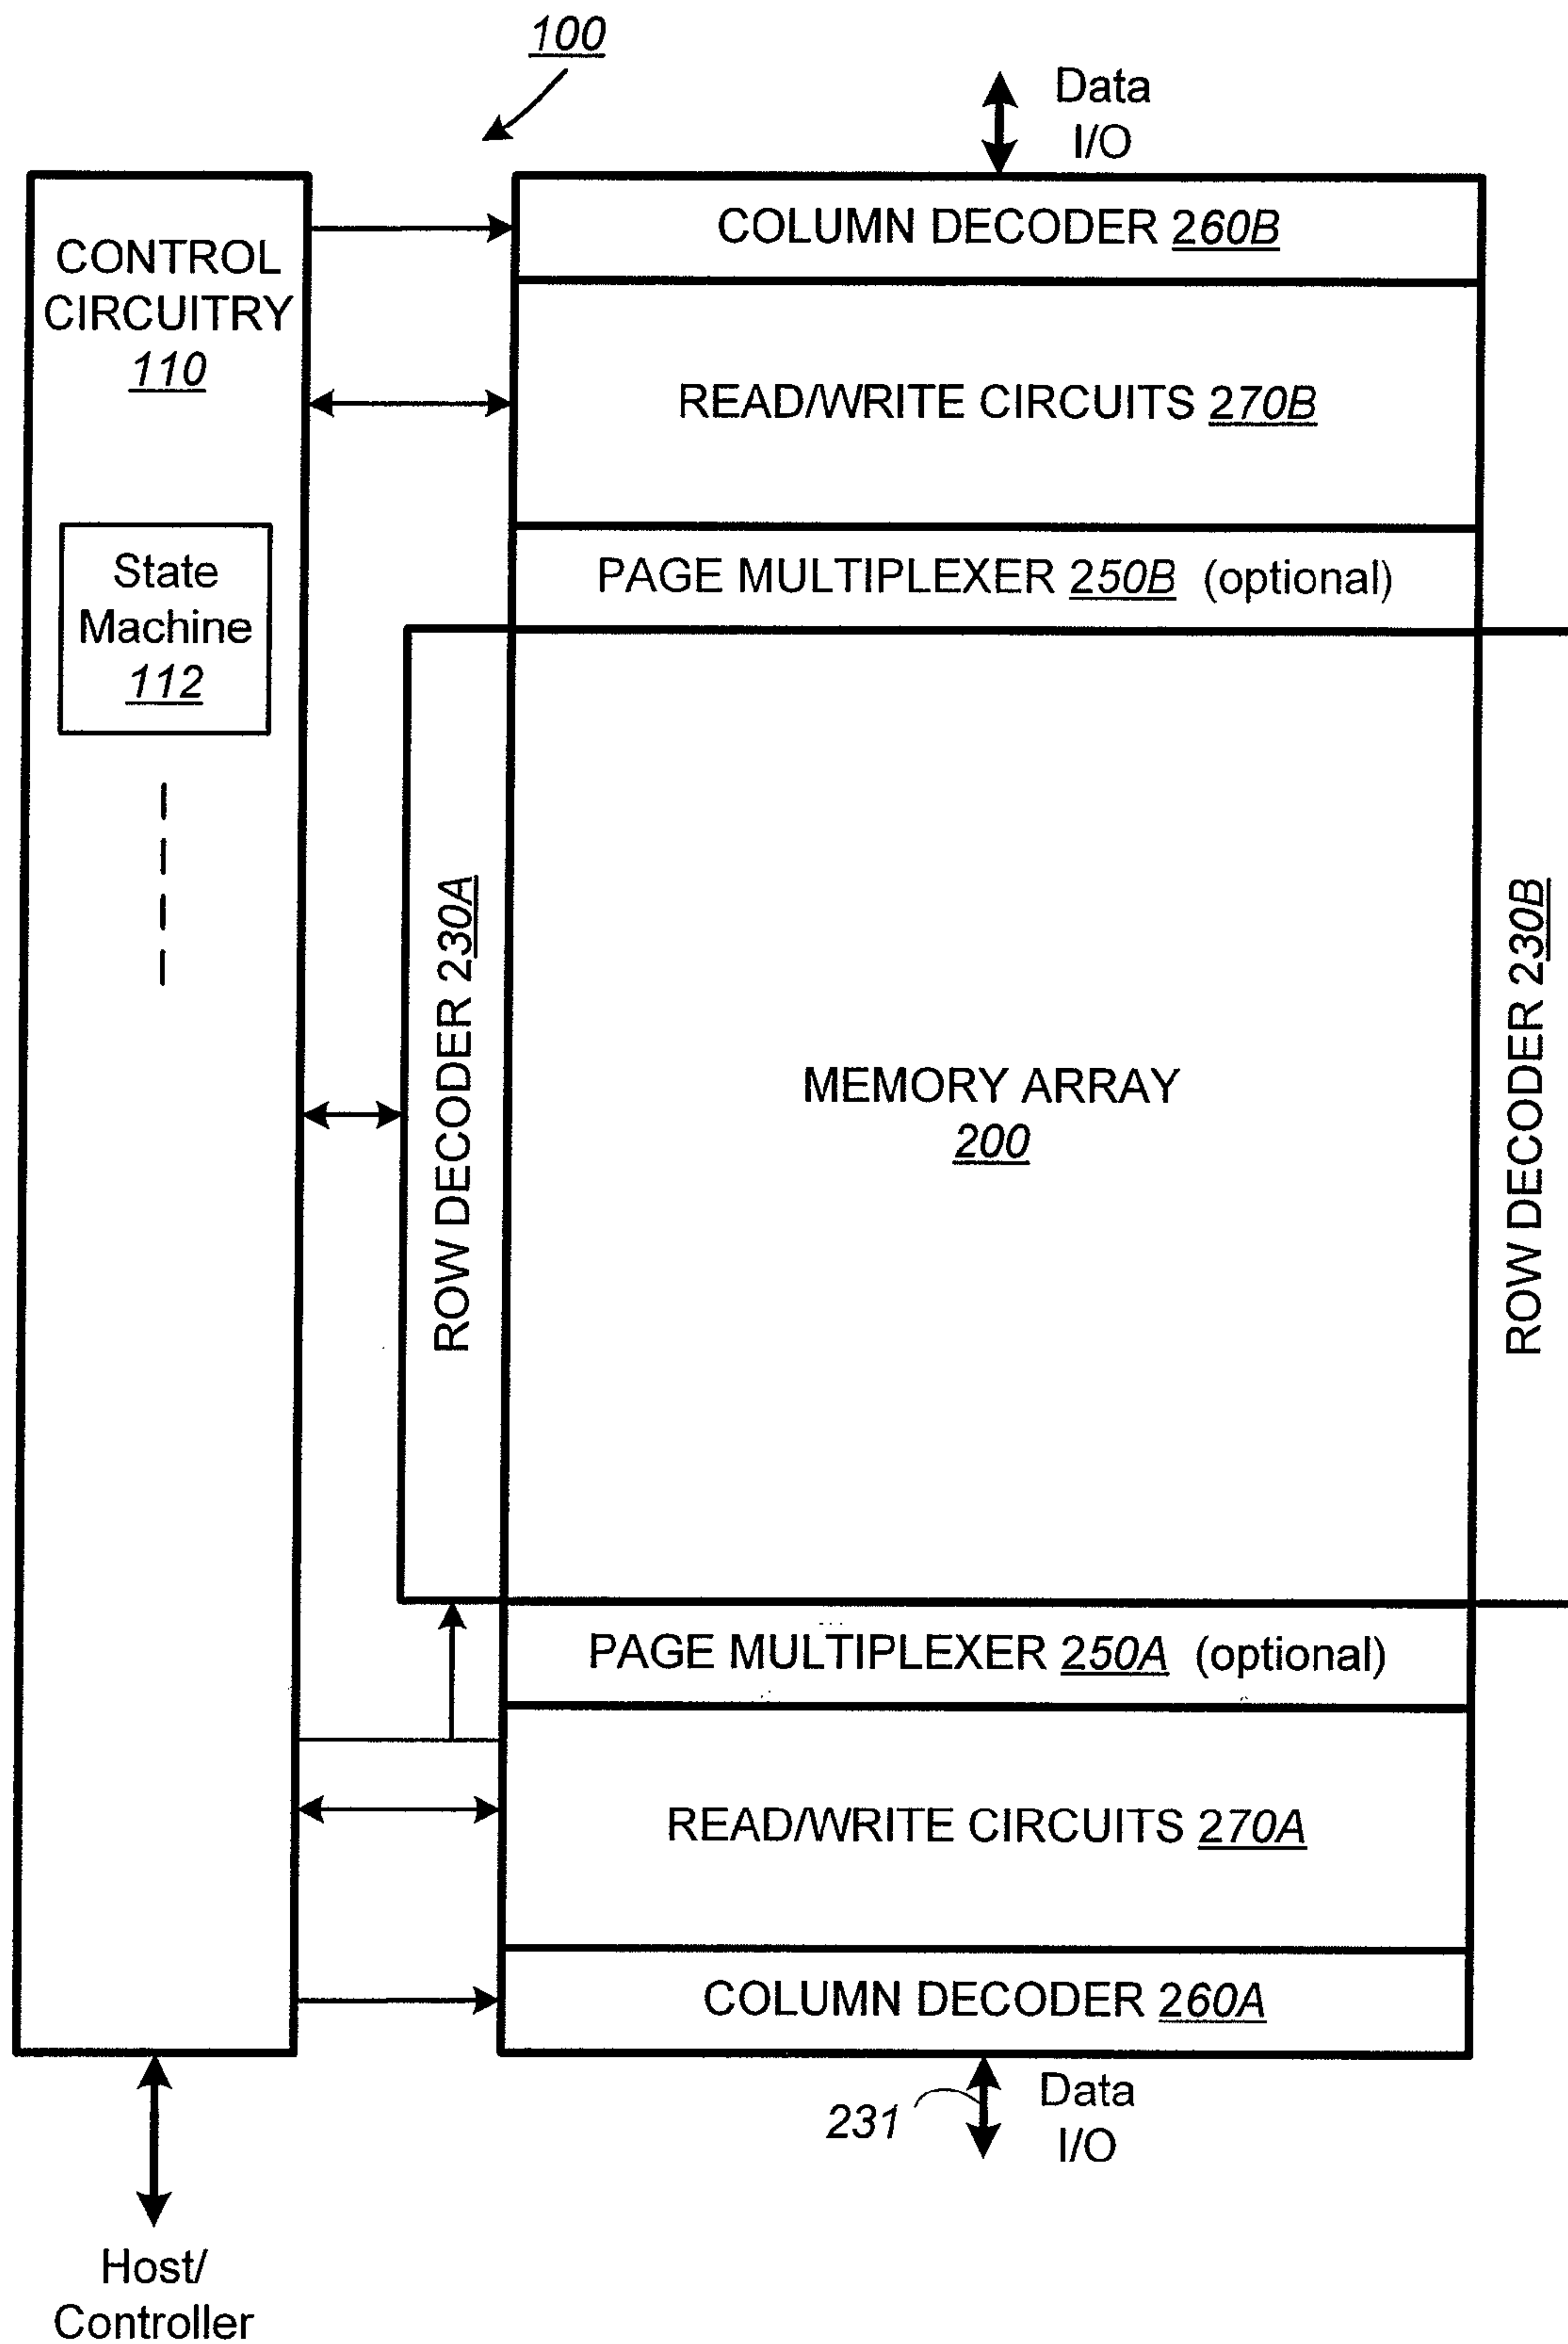 100
Data
I/O
COLUMN DECODER 260B
CONTROL
CIRCUITRY
110
READ/WRITE CIRCUITS 270B
State
Machine
112
PAGE MULTIPLEXER 250B (optional)
ROW DECODER 230A
MEMORY ARRAY
200
ROW DECODER 230B
PAGE MULTIPLEXER 250A (optional)
READ/WRITE CIRCUITS 270A
COLUMN DECODER 260A
231
Data
I/O
Host/
Controller